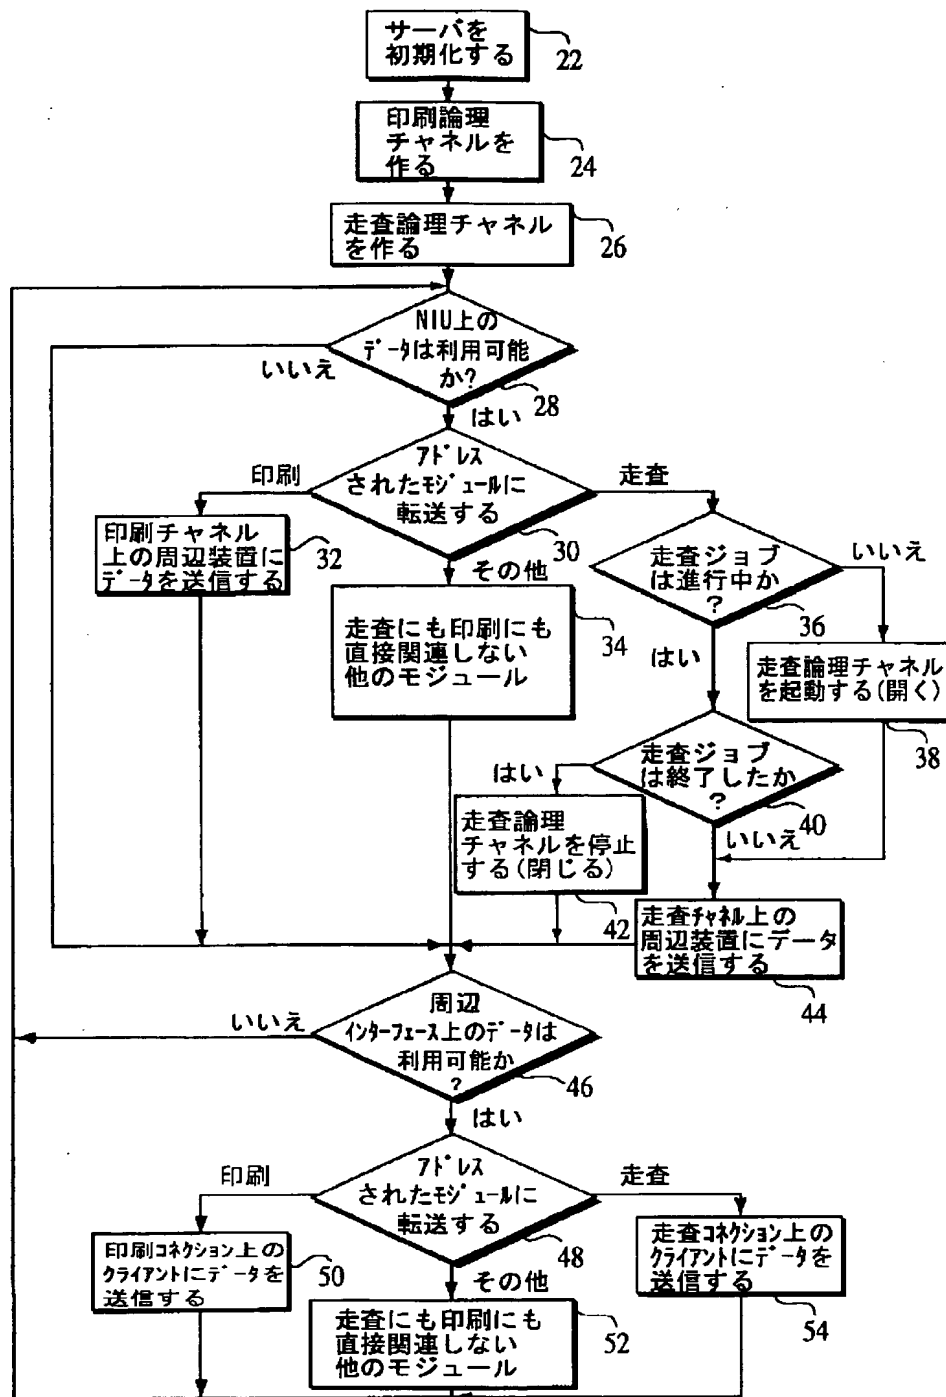 サーバを
初期化する
22
印刷論理
チャネルを
作る
24
走査論理チャネル
を作る
26
NIU上の
データは利用可能
か?
いいえ
28
はい
アドレス
されたモジュールに
転送する
印刷
走査
30
その他
印刷チャネル
上の周辺装置に
データを送信する
32
走査にも印刷にも
直接関連しない
他のモジュール
34
走査ジョブ
は進行中か
?
いいえ
36
はい
走査論理チャネル
を起動する(開く)
38
走査ジョブ
は終了したか
?
はい
40
いいえ
走査論理
チャネルを停止
する(閉じる)
42
走査チャネル上の
周辺装置にデータ
を送信する
44
周辺
インターフェース上のデータは
利用可能か
?
いいえ
46
はい
アドレス
されたモジュールに
転送する
印刷
走査
48
その他
印刷コネクション上の
クライアントにデータを
送信する
50
走査にも印刷にも
直接関連しない
他のモジュール
52
走査コネクション上の
クライアントにデータを
送信する
54